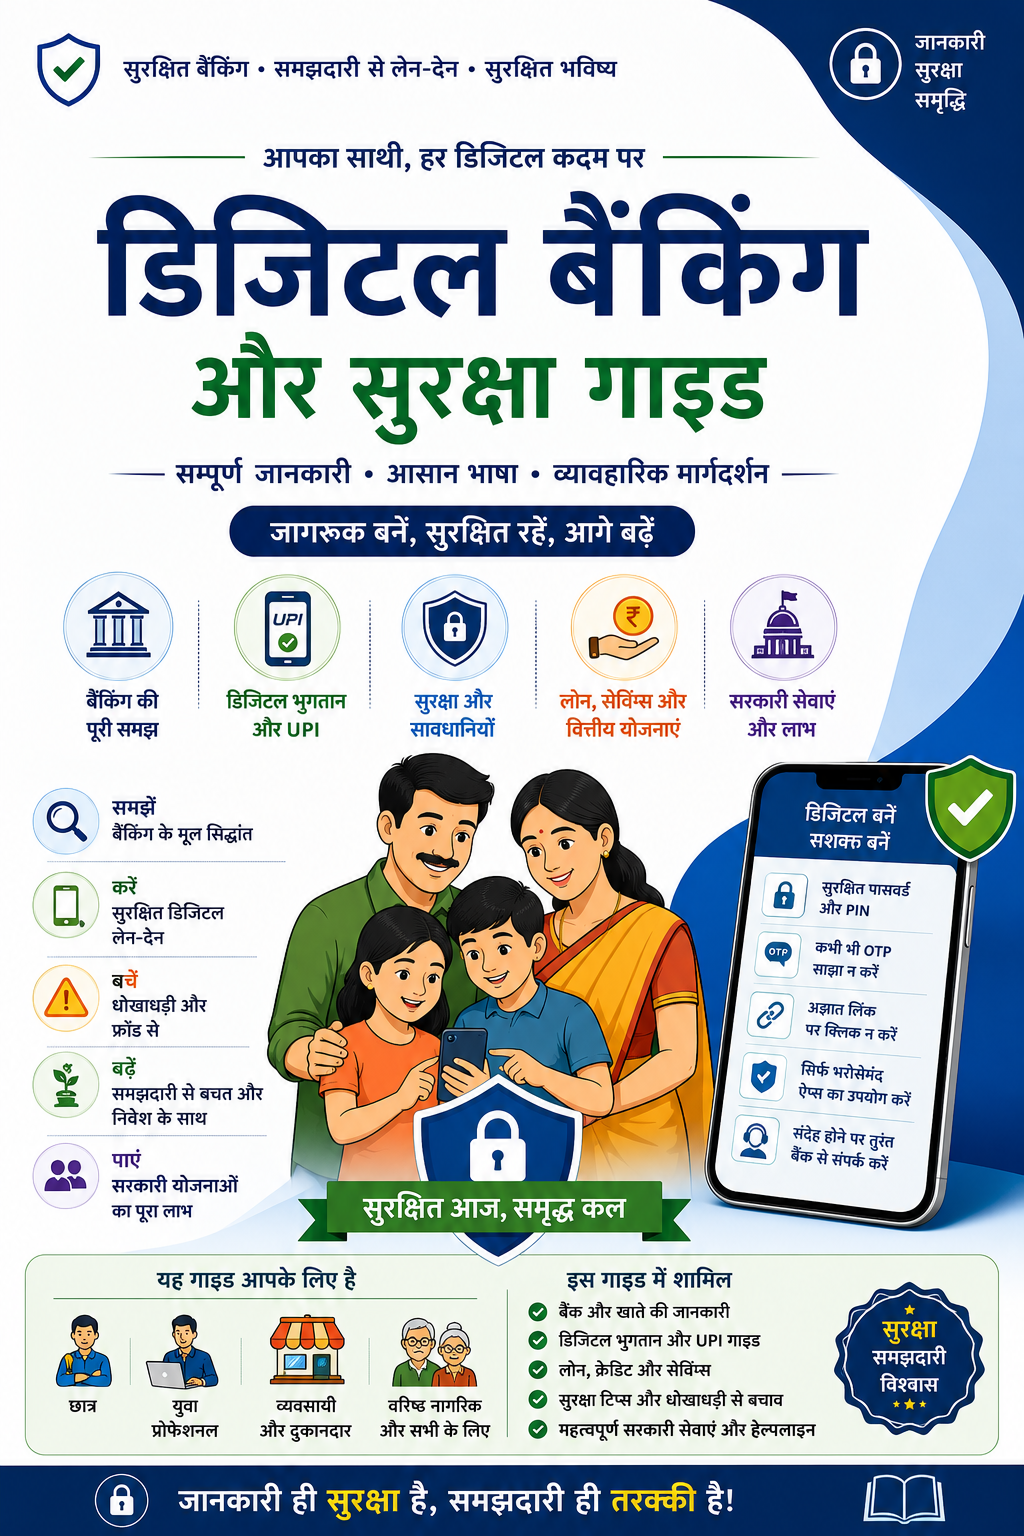 सुरक्षित बैंकिंग • समझदारी से लेन-देन • सुरक्षित भविष्य
जानकारी
सुरक्षा
समृद्धि
आपका साथी, हर डिजिटल कदम पर
डिजिटल बैंकिंग
और सुरक्षा गाइड
सम्पूर्ण जानकारी • आसान भाषा • व्यावहारिक मार्गदर्शन
जागरूक बनें, सुरक्षित रहें, आगे बढ़ें
बैंकिंग की
पूरी समझ
UPI
डिजिटल भुगतान
और UPI
सुरक्षा और
सावधानियों
₹
लोन, सेविंग्स और
वित्तीय योजनाएं
सरकारी सेवाएं
और लाभ
समझें
बैंकिंग के मूल सिद्धांत
करें
सुरक्षित डिजिटल
लेन-देन
बचें
धोखाधड़ी और
फ्रॉड से
बढ़ें
समझदारी से बचत और
निवेश के साथ
पाएं
सरकारी योजनाओं
का पूरा लाभ
डिजिटल बनें
सशक्त बनें
सुरक्षित पासवर्ड
और PIN
OTP
कभी भी OTP
साझा न करें
अज्ञात लिंक
पर क्लिक न करें
सिर्फ भरोसेमंद
ऐप्स का उपयोग करें
संदेह होने पर तुरंत
बैंक से संपर्क करें
सुरक्षित आज, समृद्ध कल
यह गाइड आपके लिए है
छात्र
युवा
प्रोफेशनल
व्यवसायी
और दुकानदार
वरिष्ठ नागरिक
और सभी के लिए
इस गाइड में शामिल
बैंक और खाते की जानकारी
डिजिटल भुगतान और UPI गाइड
लोन, क्रेडिट और सेविंग्स
सुरक्षा टिप्स और धोखाधड़ी से बचाव
महत्वपूर्ण सरकारी सेवाएं और हेल्पलाइन
सुरक्षा
समझदारी
विश्वास
जानकारी ही सुरक्षा है, समझदारी ही तरक्की है!